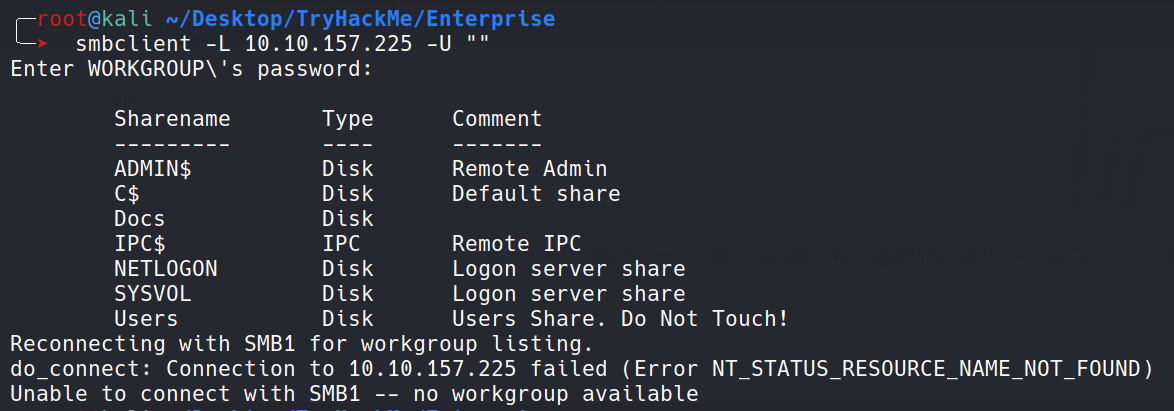 root@kali ~/Desktop/TryHackMe/Enterprise
smbclient -L 10.10.157.225 -U ""
Enter WORKGROUP\'s password:
Sharename Type Comment
--------- ---- -------
ADMIN$ Disk Remote Admin
C$ Disk Default share
Docs Disk
IPC$ IPC Remote IPC
NETLOGON Disk Logon server share
SYSVOL Disk Logon server share
Users Disk Users Share. Do Not Touch!
Reconnecting with SMB1 for workgroup listing.
do_connect: Connection to 10.10.157.225 failed (Error NT_STATUS_RESOURCE_NAME_NOT_FOUND)
Unable to connect with SMB1 -- no workgroup available